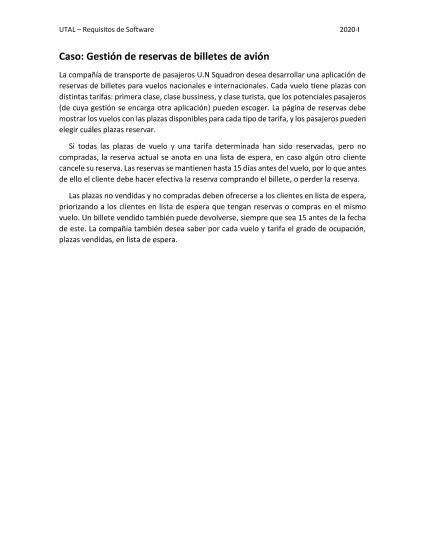 UTAL – Requisitos de Software 2020-I
Caso: Gestión de reservas de billetes de avión
La compañía de transporte de pasajeros U.N Squadron desea desarrollar una aplicación de
reservas de billetes para vuelos nacionales e internacionales. Cada vuelo tiene plazas con
distintas tarifas: primera clase, clase bussiness, y clase turista, que los potenciales pasajeros
(de cuya gestión se encarga otra aplicación) pueden escoger. La página de reservas debe
mostrar los vuelos con las plazas disponibles para cada tipo de tarifa, y los pasajeros pueden
elegir cuáles plazas reservar.
Si todas las plazas de vuelo y una tarifa determinada han sido reservadas, pero no
compradas, la reserva actual se anota en una lista de espera, en caso algún otro cliente
cancele su reserva. Las reservas se mantienen hasta 15 días antes del vuelo, por lo que antes
de ello el cliente debe hacer efectiva la reserva comprando el billete, o perder la reserva.
Las plazas no vendidas y no compradas deben ofrecerse a los clientes en lista de espera,
priorizando a los clientes en lista de espera que tengan reservas o compras en el mismo
vuelo. Un billete vendido también puede devolverse, siempre que sea 15 antes de la fecha
de este. La compañía también desea saber por cada vuelo y tarifa el grado de ocupación,
plazas vendidas, en lista de espera.